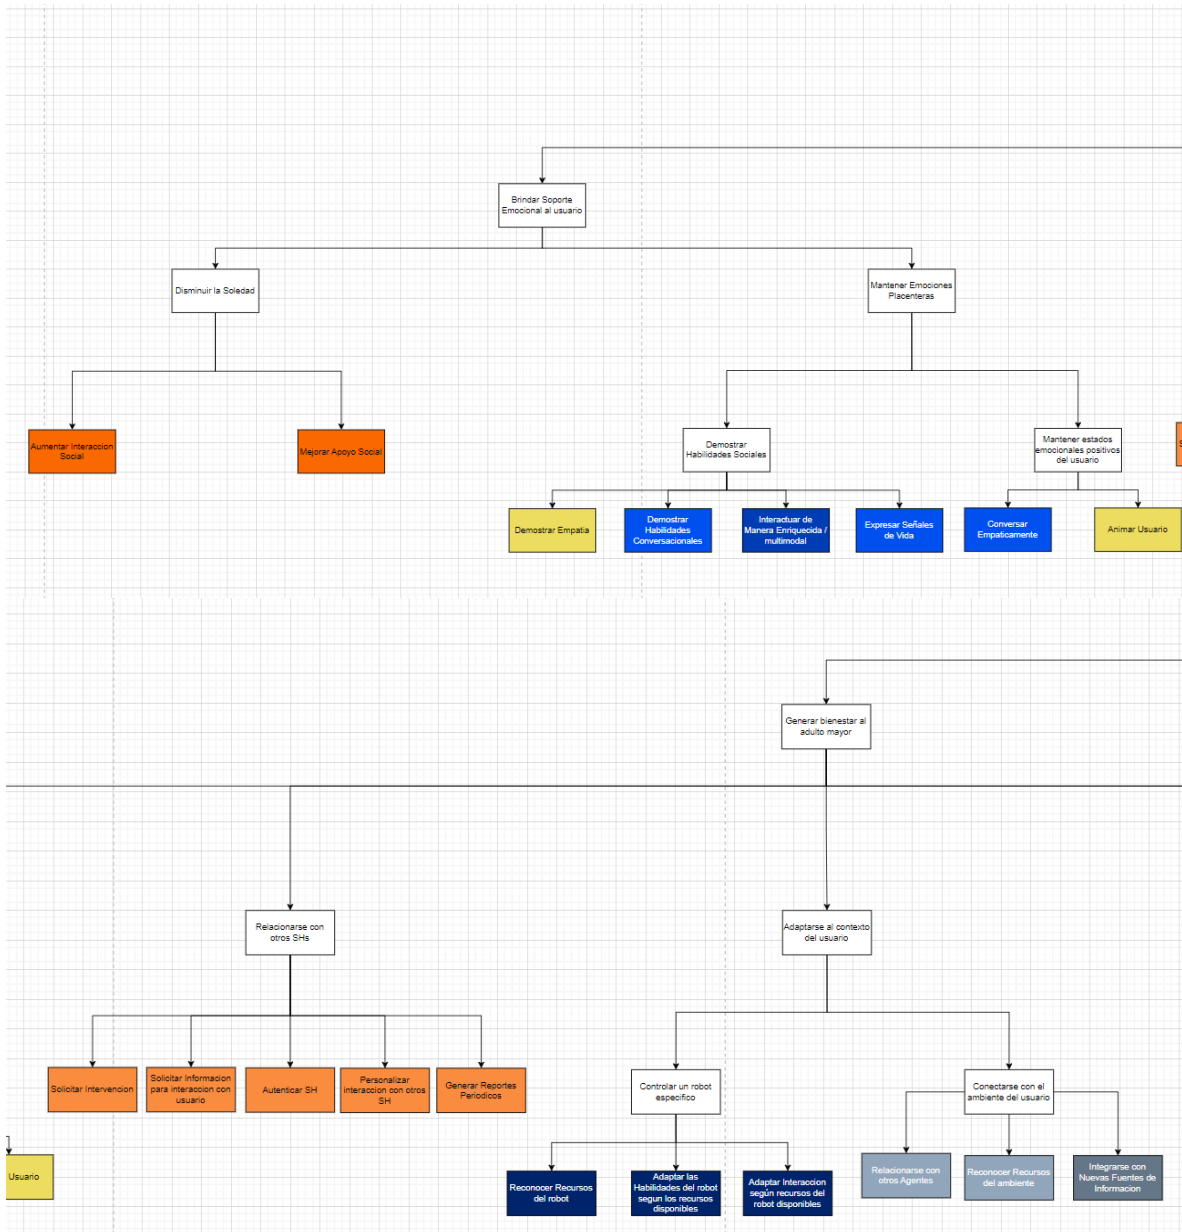 Brindar Soporte
Emocional al usuario
Disminuir la Soledad
Mantener Emociones
Placenteras
Aumentar Interaccion
Social
Mejorar Apoyo Social
Demostrar
Habilidades Sociales
Mantener estados
emocionales positivos
del usuario
S
Demostrar Empatia
Demostrar
Habilidades
Conversacionales
Interactuar de
Manera Enriquecida /
multimodal
Expresar Señales
de Vida
Conversar
Empaticamente
Animar Usuario
Generar bienestar al
adulto mayor
Relacionarse con
otros SHs
Adaptarse al contexto
del usuario
Solicitar Intervencion
Solicitar Informacion
para interaccion con
usuario
Autenticar SH
Personalizar
interaccion con otros
SH
Generar Reportes
Periodicos
Controlar un robot
especifico
Conectarse con el
ambiente del usuario
Usuario
Reconocer Recursos
del robot
Adaptar las
Habilidades del robot
segun los recursos
disponibles
Adaptar Interaccion
según recursos del
robot disponibles
Relacionarse con
otros Agentes
Reconocer Recursos
del ambiente
Integrarse con
Nuevas Fuentes de
Informacion